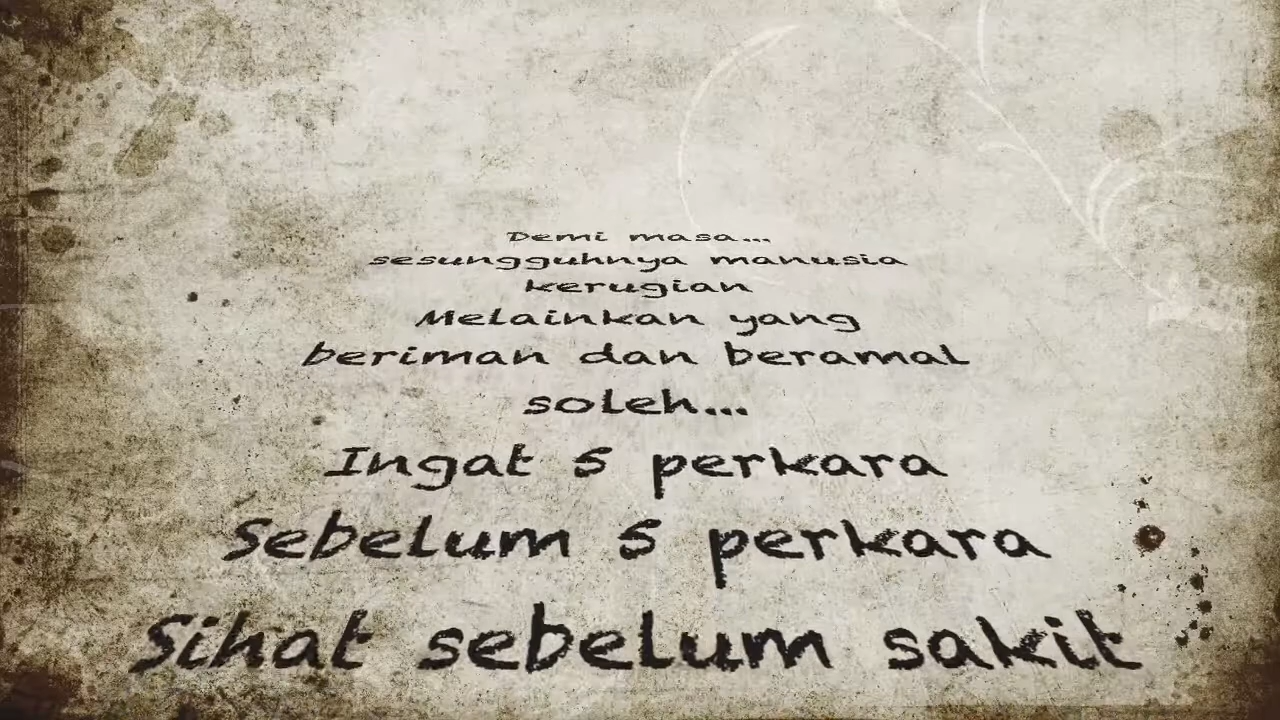 Demi masa...
sesungguhnya manusia
kerugian
Melainkan yang
beriman dan beramal
soleh...
Ingat 5 perkara
Sebelum 5 perkara
Sihat sebelum sakit